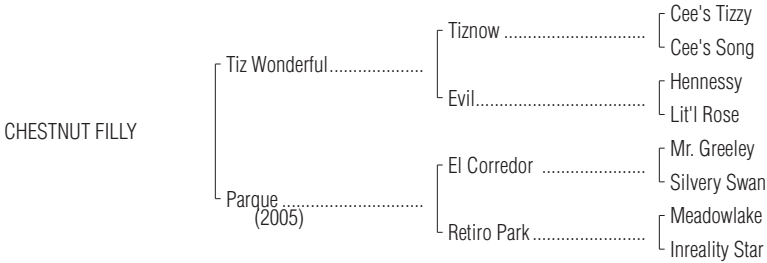 Cee's Tizzy
Tiznow ..............................
Cee's Song
Tiz Wonderful....................
Hennessy
Evil....................................
Lit'l Rose
CHESTNUT FILLY
Mr. Greeley
El Corredor ......................
Silvery Swan
Parque ..............................
(2005)
Meadowlake
Retiro Park........................
Inreality Star